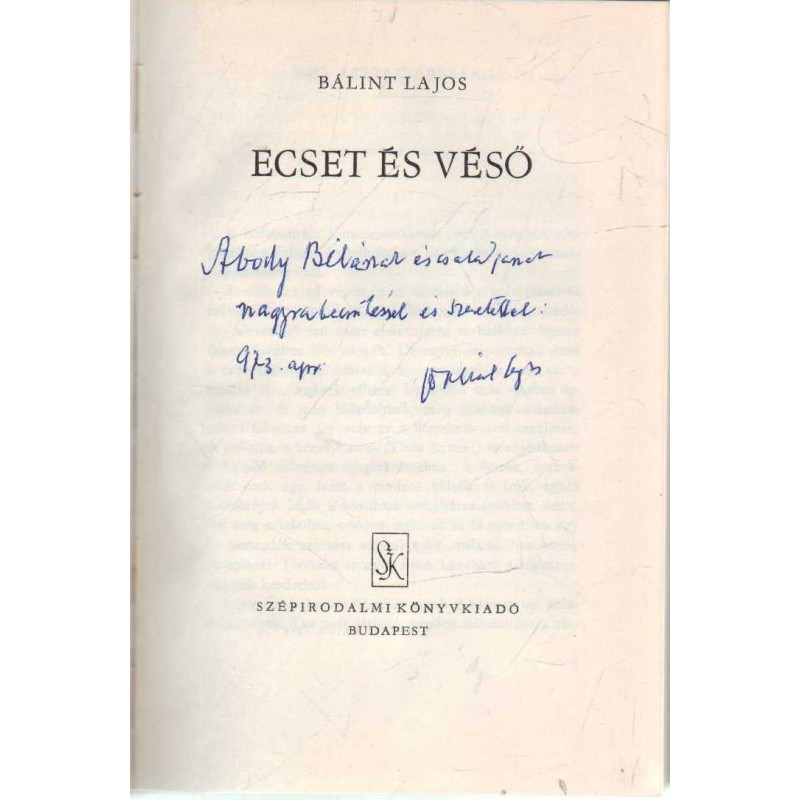 BÁLINT LAJOS
ECSET ÉS VÉSŐ
Abody Bélának és családjának
nagyrabecsüléssel és szeretettel:
973. apr. Bálint Lajos
SZK
SZÉPIRODALMI KÖNYVKIADÓ
BUDAPEST